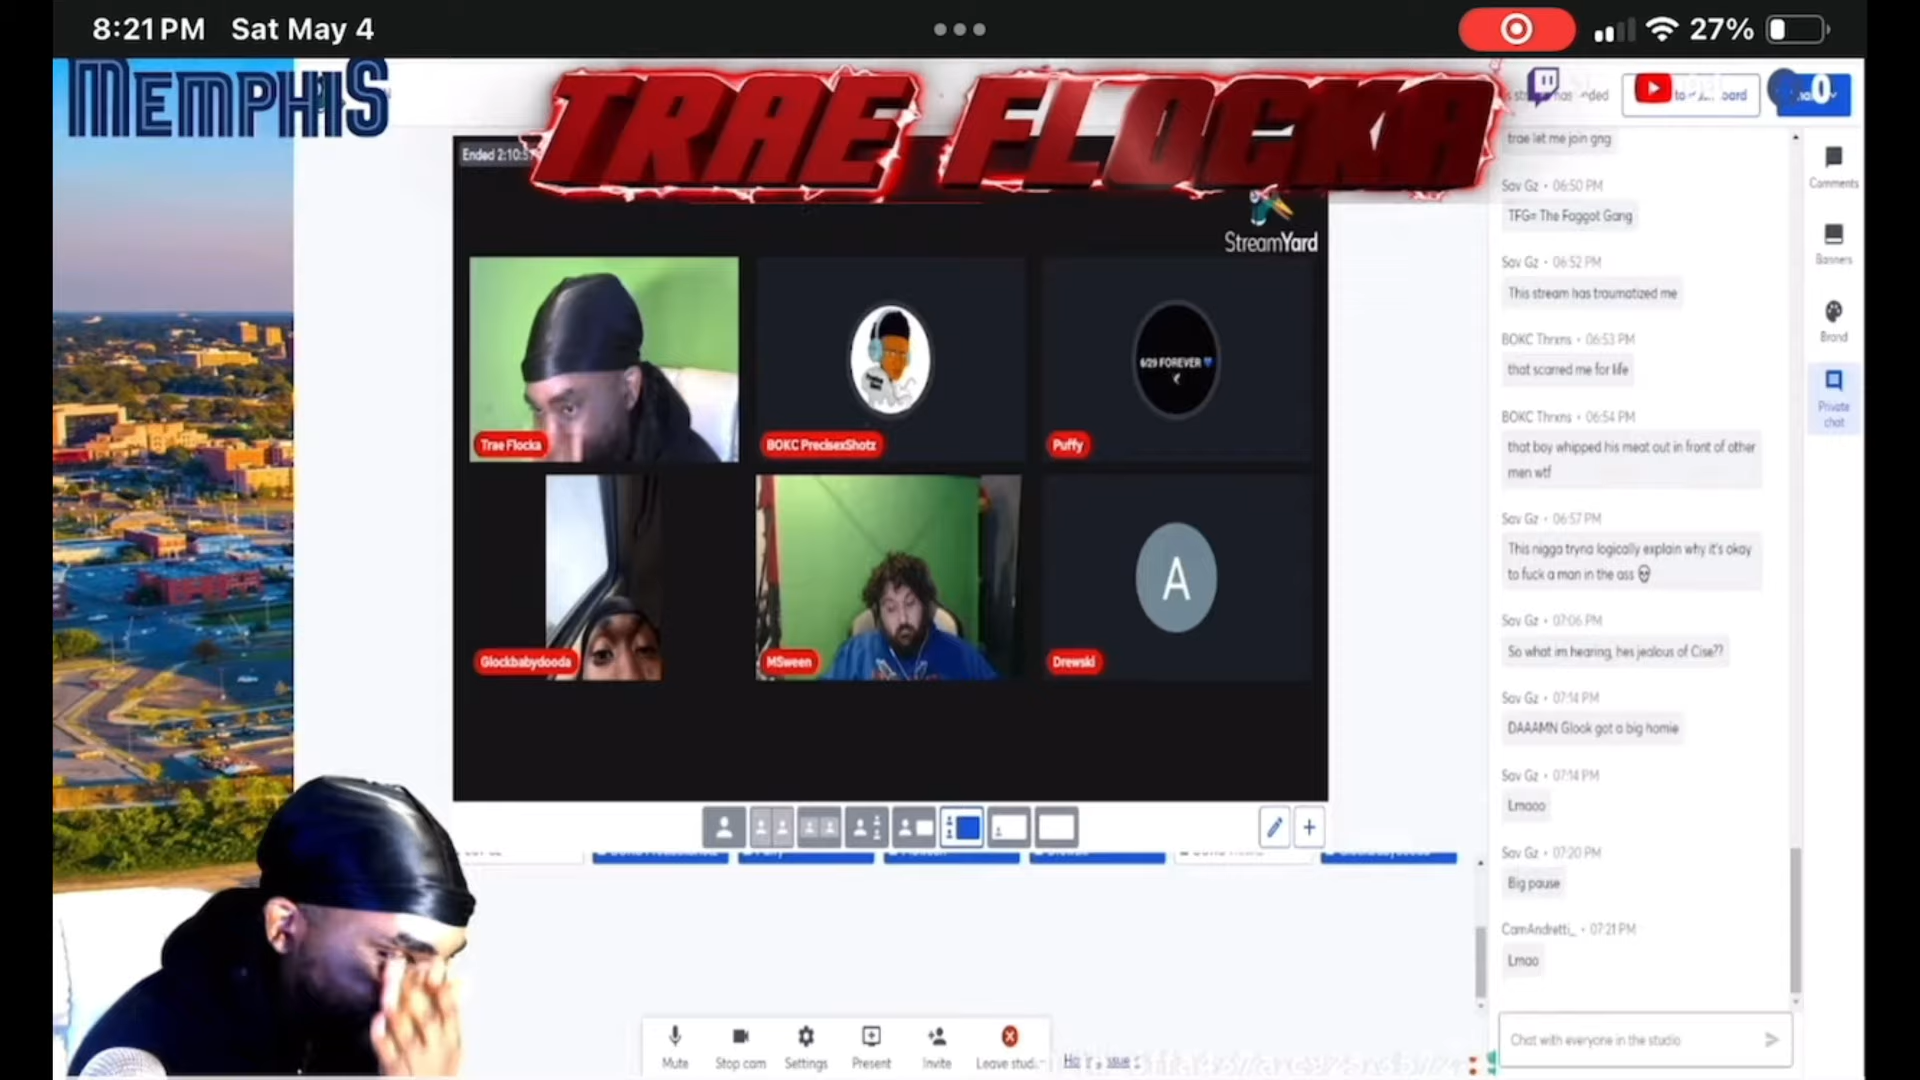 8:21 PM Sat May 4
27%
MEMPHIS
TRAE FLOCKA
Ended 2:10:5
StreamYard
Trae Flocka
BOKC PrecisexShotz
6/29 FOREVER 💙
Puffy
Glockbabydooda
MSween
A
Drewski
trae let me join gng
Sav Gz • 06:50 PM
TFG= The Faggot Gang
Sav Gz • 06:52 PM
This stream has traumatized me
BOKC Thrxns • 06:53 PM
that scarred me for life
BOKC Thrxns • 06:54 PM
that boy whipped his meat out in front of other
men wtf
Sav Gz • 06:57 PM
This nigga tryna logically explain why it's okay
to fuck a man in the ass 💀
Sav Gz • 07:06 PM
So what im hearing, hes jealous of Cise??
Sav Gz • 07:14 PM
DAAAMN Glook got a big homie
Sav Gz • 07:14 PM
Lmaoo
Sav Gz • 07:20 PM
Big pause
CamAndretti_ • 07:21 PM
Lmao
Chat with everyone in the studio
0
Comments
Banners
Brand
Private
chat
Mute
Stop cam
Settings
Present
Invite
Leave stud